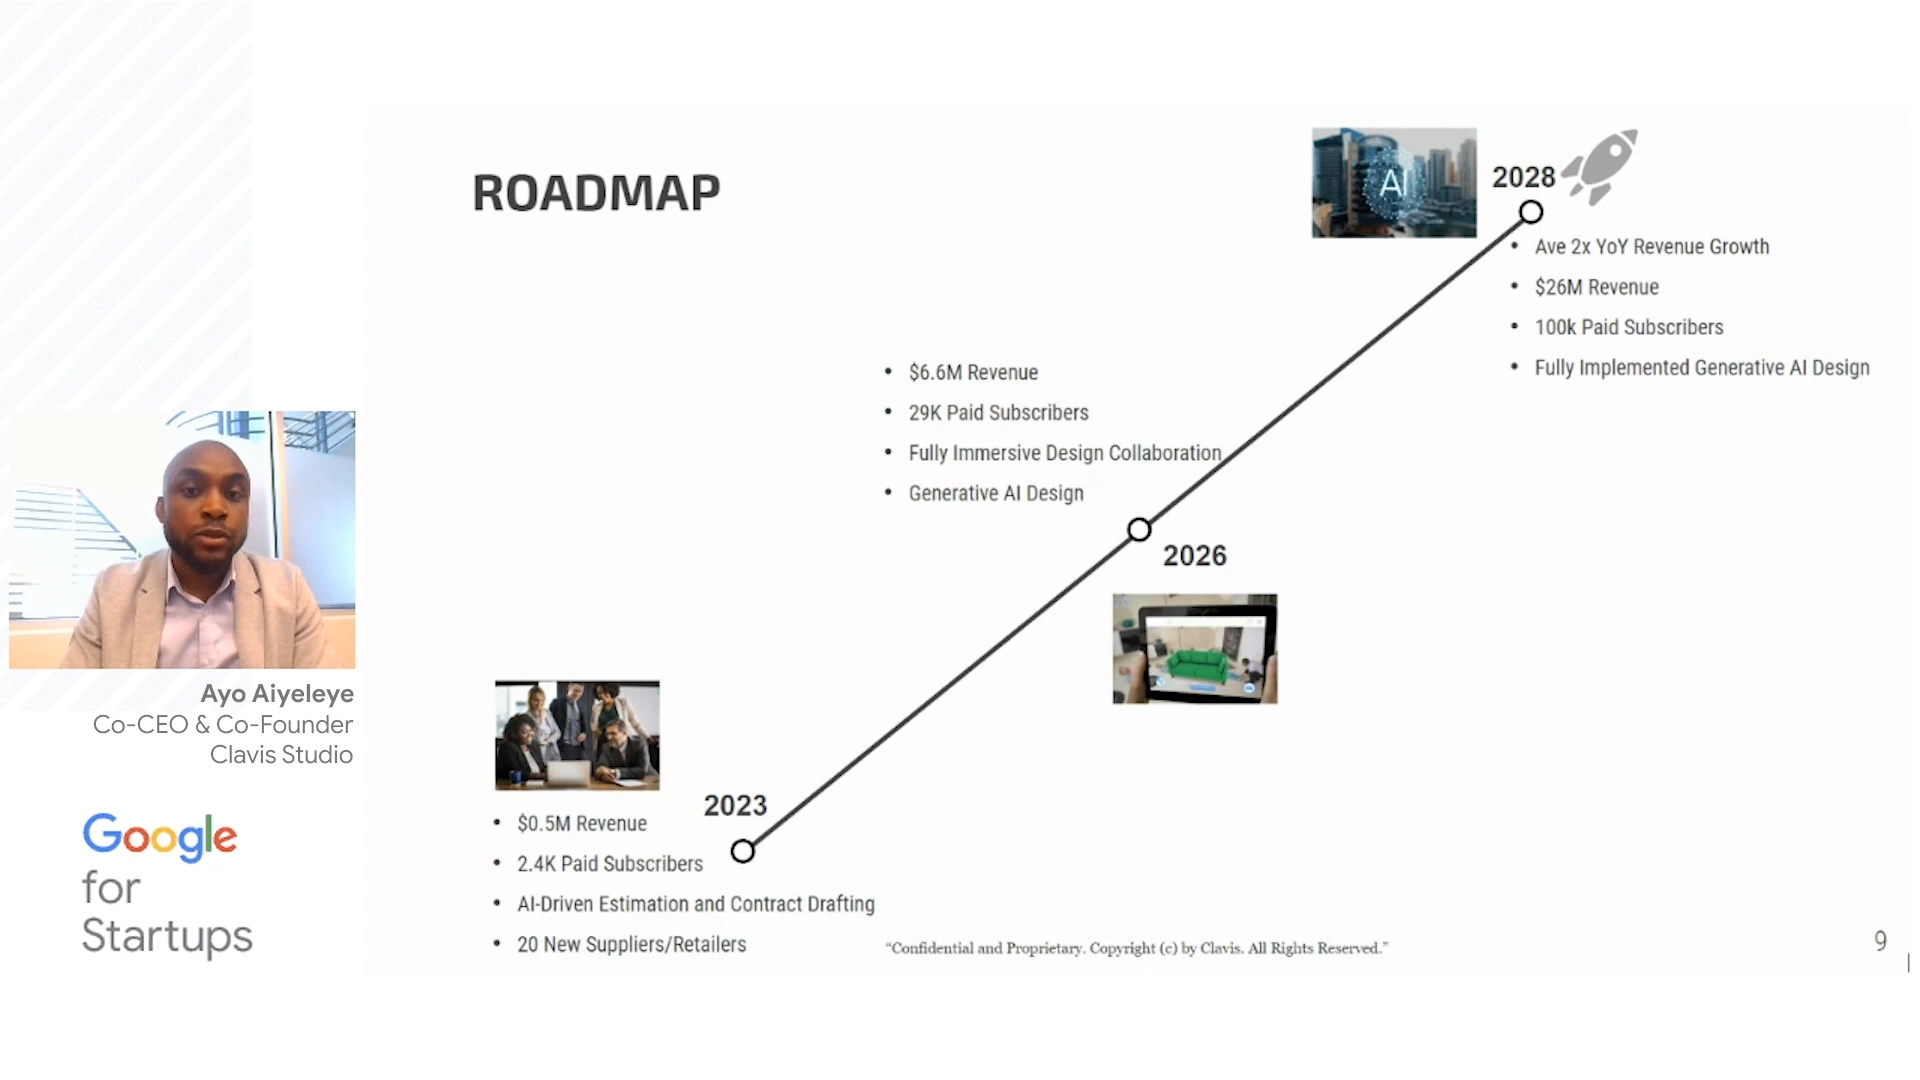 ROADMAP
AI
2028
Ave 2x YoY Revenue Growth
$26M Revenue
100k Paid Subscribers
Fully Implemented Generative AI Design
$6.6M Revenue
29K Paid Subscribers
Fully Immersive Design Collaboration
Generative AI Design
2026
2023
$0.5M Revenue
2.4K Paid Subscribers
AI-Driven Estimation and Contract Drafting
20 New Suppliers/Retailers
“Confidential and Proprietary. Copyright (c) by Clavis. All Rights Reserved.”
9
Ayo Aiyeleye
Co-CEO & Co-Founder
Clavis Studio
Google
for
Startups